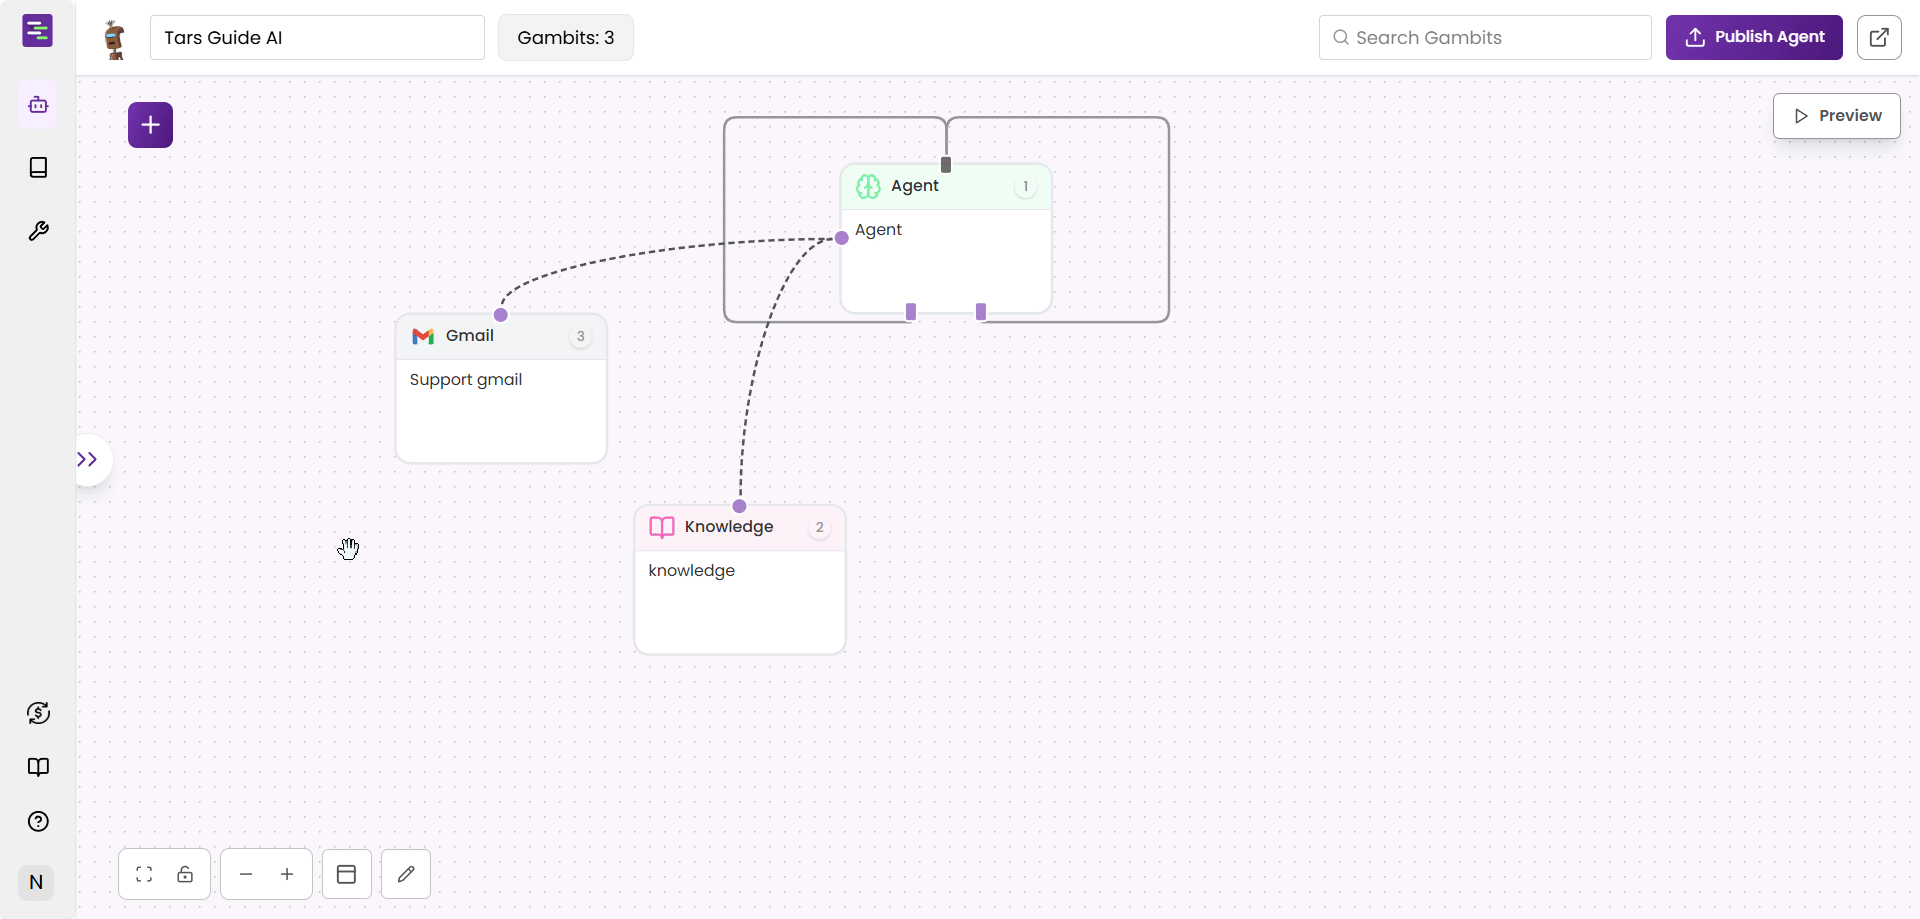 Tars Guide AI
Gambits: 3
Search Gambits
Publish Agent
Preview
Agent
1
Agent
Gmail
3
Support gmail
Knowledge
2
knowledge
N